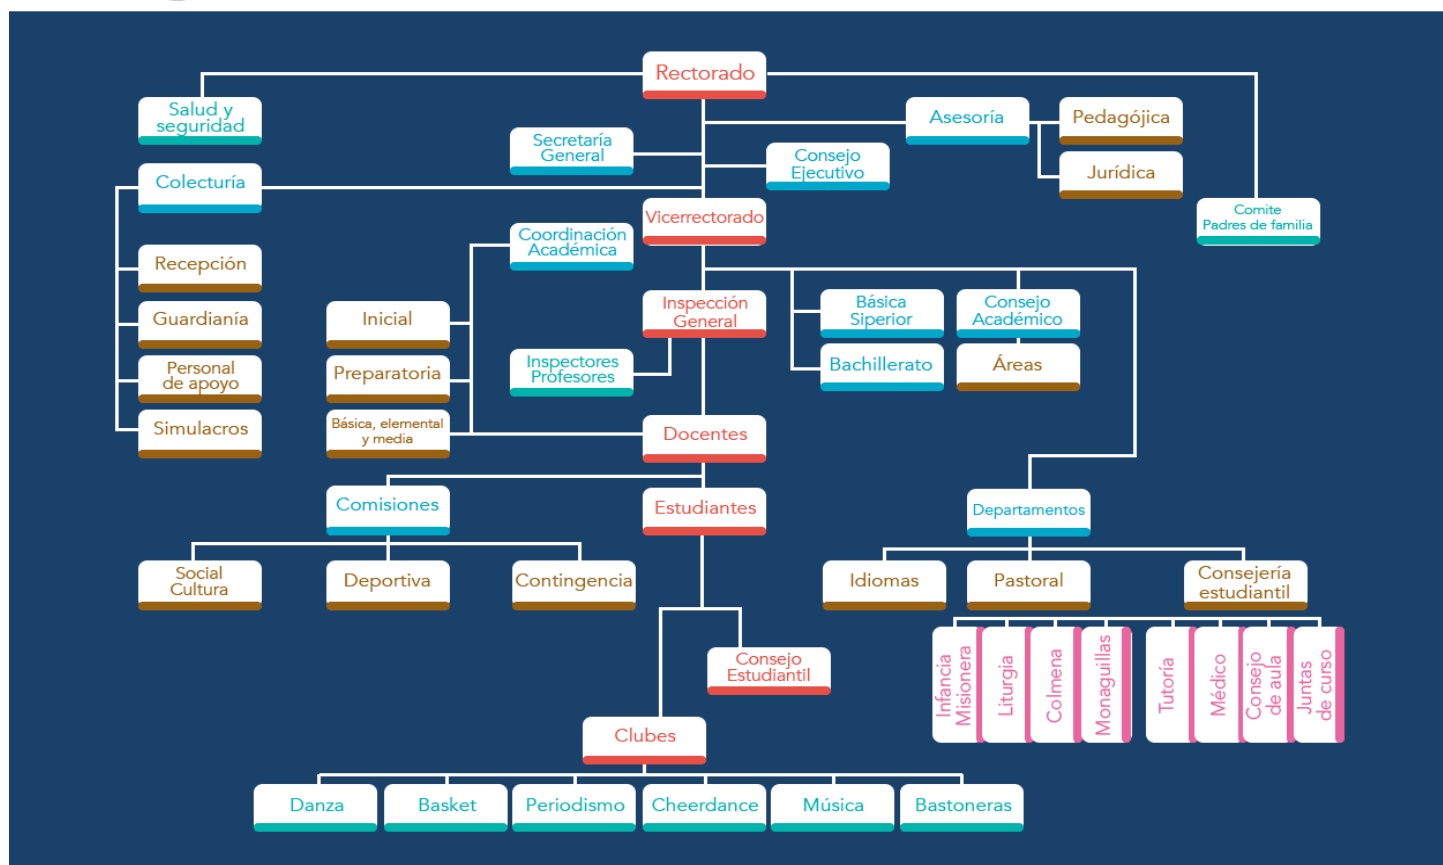 Rectorado
Salud y
seguridad
Asesoría
Pedagójica
Secretaría
General
Consejo
Ejecutivo
Jurídica
Colecturía
Vicerrectorado
Comite
Padres de familia
Coordinación
Académica
Recepción
Inicial
Inspección
General
Básica
Siperior
Consejo
Académico
Guardianía
Preparatoria
Inspectores
Profesores
Bachillerato
Áreas
Personal
de apoyo
Simulacros
Básica, elemental
y media
Docentes
Comisiones
Estudiantes
Departamentos
Social
Cultura
Deportiva
Contingencia
Idiomas
Pastoral
Consejería
estudiantil
Infancia
Misionera
Liturgia
Colmena
Monaguillas
Tutoría
Médico
Consejo
de aula
Juntas
de curso
Consejo
Estudiantil
Clubes
Danza
Basket
Periodismo
Cheerdance
Música
Bastoneras